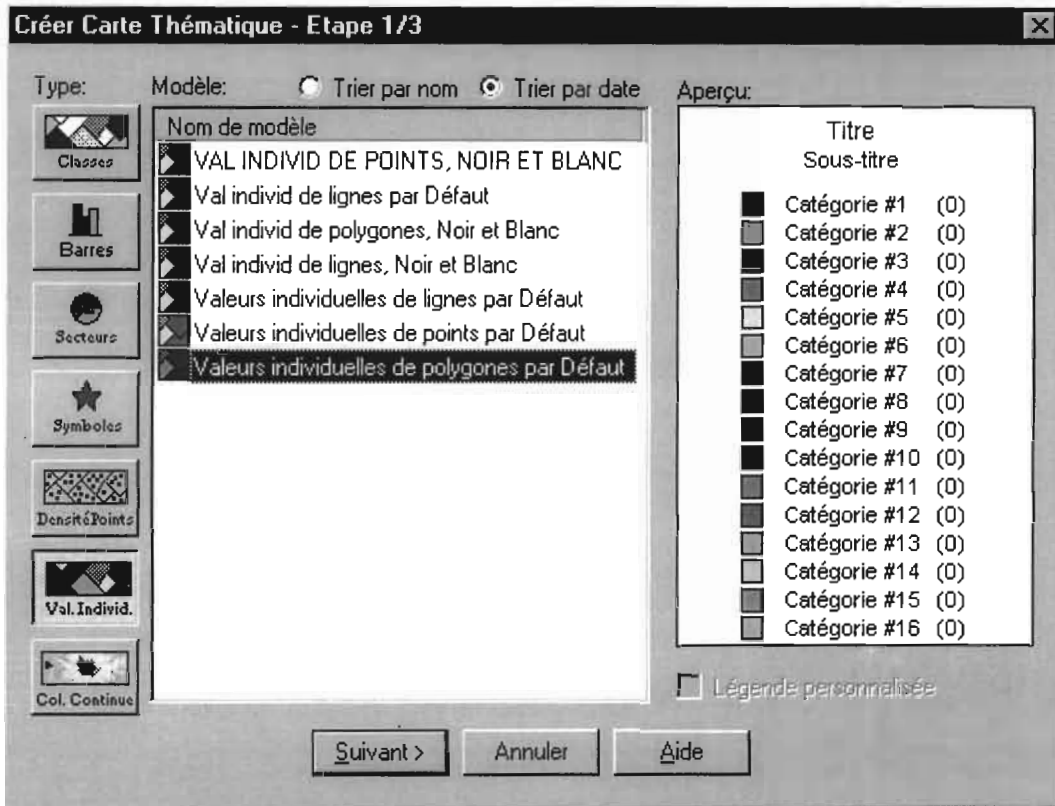 Créer Carte Thématique - Etape 1/3
Type:
Classes
Barres
Secteurs
Symboles
DensitéPoints
Val. Individ.
Col. Continue
Modèle:
Trier par nom
Trier par date
Nom de modèle
VAL INDIVID DE POINTS, NOIR ET BLANC
Val individ de lignes par Défaut
Val individ de polygones, Noir et Blanc
Val individ de lignes, Noir et Blanc
Valeurs individuelles de lignes par Défaut
Valeurs individuelles de points par Défaut
Valeurs individuelles de polygones par Défaut
Aperçu:
Titre
Sous-titre
Catégorie #1 (0)
Catégorie #2 (0)
Catégorie #3 (0)
Catégorie #4 (0)
Catégorie #5 (0)
Catégorie #6 (0)
Catégorie #7 (0)
Catégorie #8 (0)
Catégorie #9 (0)
Catégorie #10 (0)
Catégorie #11 (0)
Catégorie #12 (0)
Catégorie #13 (0)
Catégorie #14 (0)
Catégorie #15 (0)
Catégorie #16 (0)
Légende personnalisée
Suivant >
Annuler
Aide